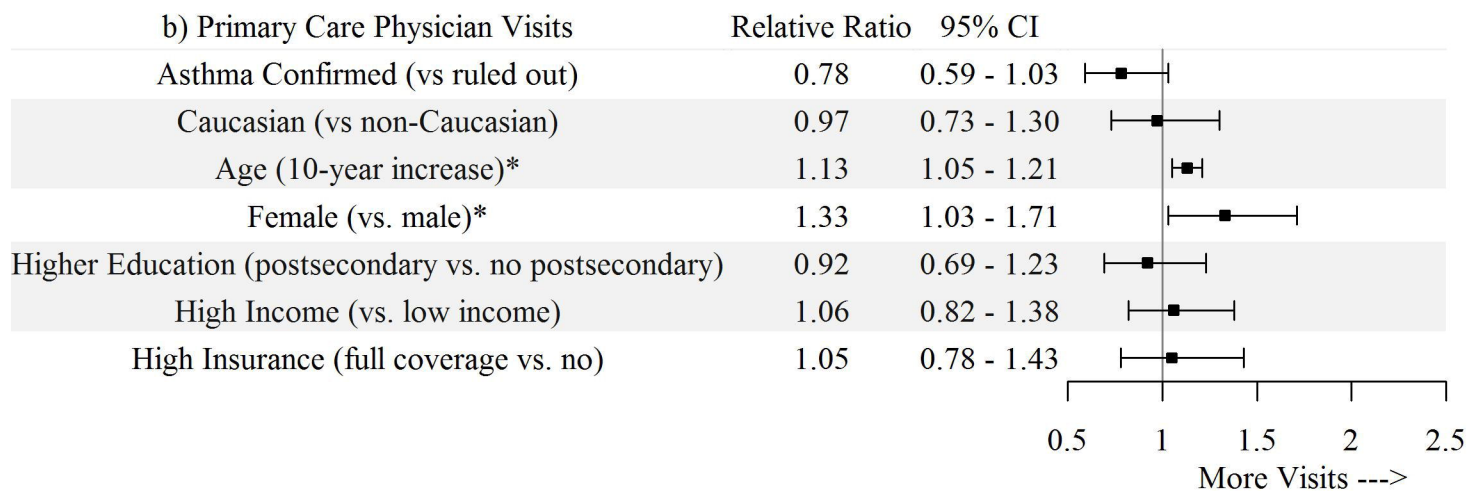 b) Primary Care Physician Visits Relative Ratio 95% CI
Asthma Confirmed (vs ruled out) 0.78 0.59 - 1.03
Caucasian (vs non-Caucasian) 0.97 0.73 - 1.30
Age (10-year increase)* 1.13 1.05 - 1.21
Female (vs. male)* 1.33 1.03 - 1.71
Higher Education (postsecondary vs. no postsecondary) 0.92 0.69 - 1.23
High Income (vs. low income) 1.06 0.82 - 1.38
High Insurance (full coverage vs. no) 1.05 0.78 - 1.43
0.5 1 1.5 2 2.5
More Visits --->